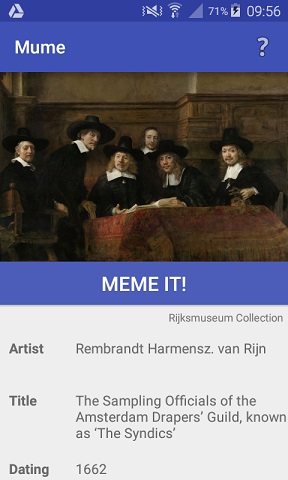 71% 09:56
Mume ?
MEME IT!
Rijksmuseum Collection
Artist Rembrandt Harmensz. van Rijn
Title The Sampling Officials of the
Amsterdam Drapers’ Guild, known
as ‘The Syndics’
Dating 1662